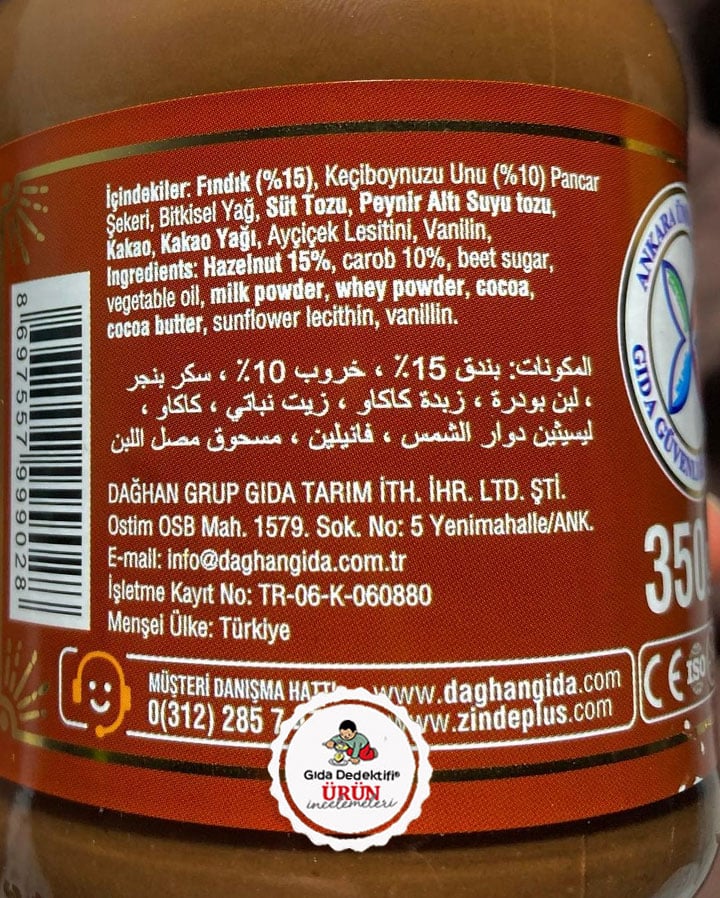 İçindekiler: Fındık (%15), Keçiboynuzu Unu (%10) Pancar
Şekeri, Bitkisel Yağ, Süt Tozu, Peynir Altı Suyu tozu,
Kakao, Kakao Yağı, Ayçiçek Lesitini, Vanilin,
Ingredients: Hazelnut 15%, carob 10%, beet sugar,
vegetable oil, milk powder, whey powder, cocoa,
cocoa butter, sunflower lecithin, vanillin.
المكونات: بندق 15٪ ، خروب 10٪ ، سكر بنجر
، لبن بودرة ، زبدة كاكاو ، زيت نباتي ، كاكاو ،
ليسيثين دوار الشمس ، فانيلين ، مسحوق مصل اللبن
DAĞHAN GRUP GIDA TARIM İTH. İHR. LTD. ŞTİ.
Ostim OSB Mah. 1579. Sok. No: 5 Yenimahalle/ANK.
E-mail: info@daghangida.com.tr
İşletme Kayıt No: TR-06-K-060880
Menşei Ülke: Türkiye
MÜŞTERİ DANIŞMA HATTI
0(312) 285 7
www.daghangida.com
www.zindeplus.com
8 697557 999028
ANKARA
GIDA
350
CE ISO
Gıda Dedektifi®
ÜRÜN
incelemeleri